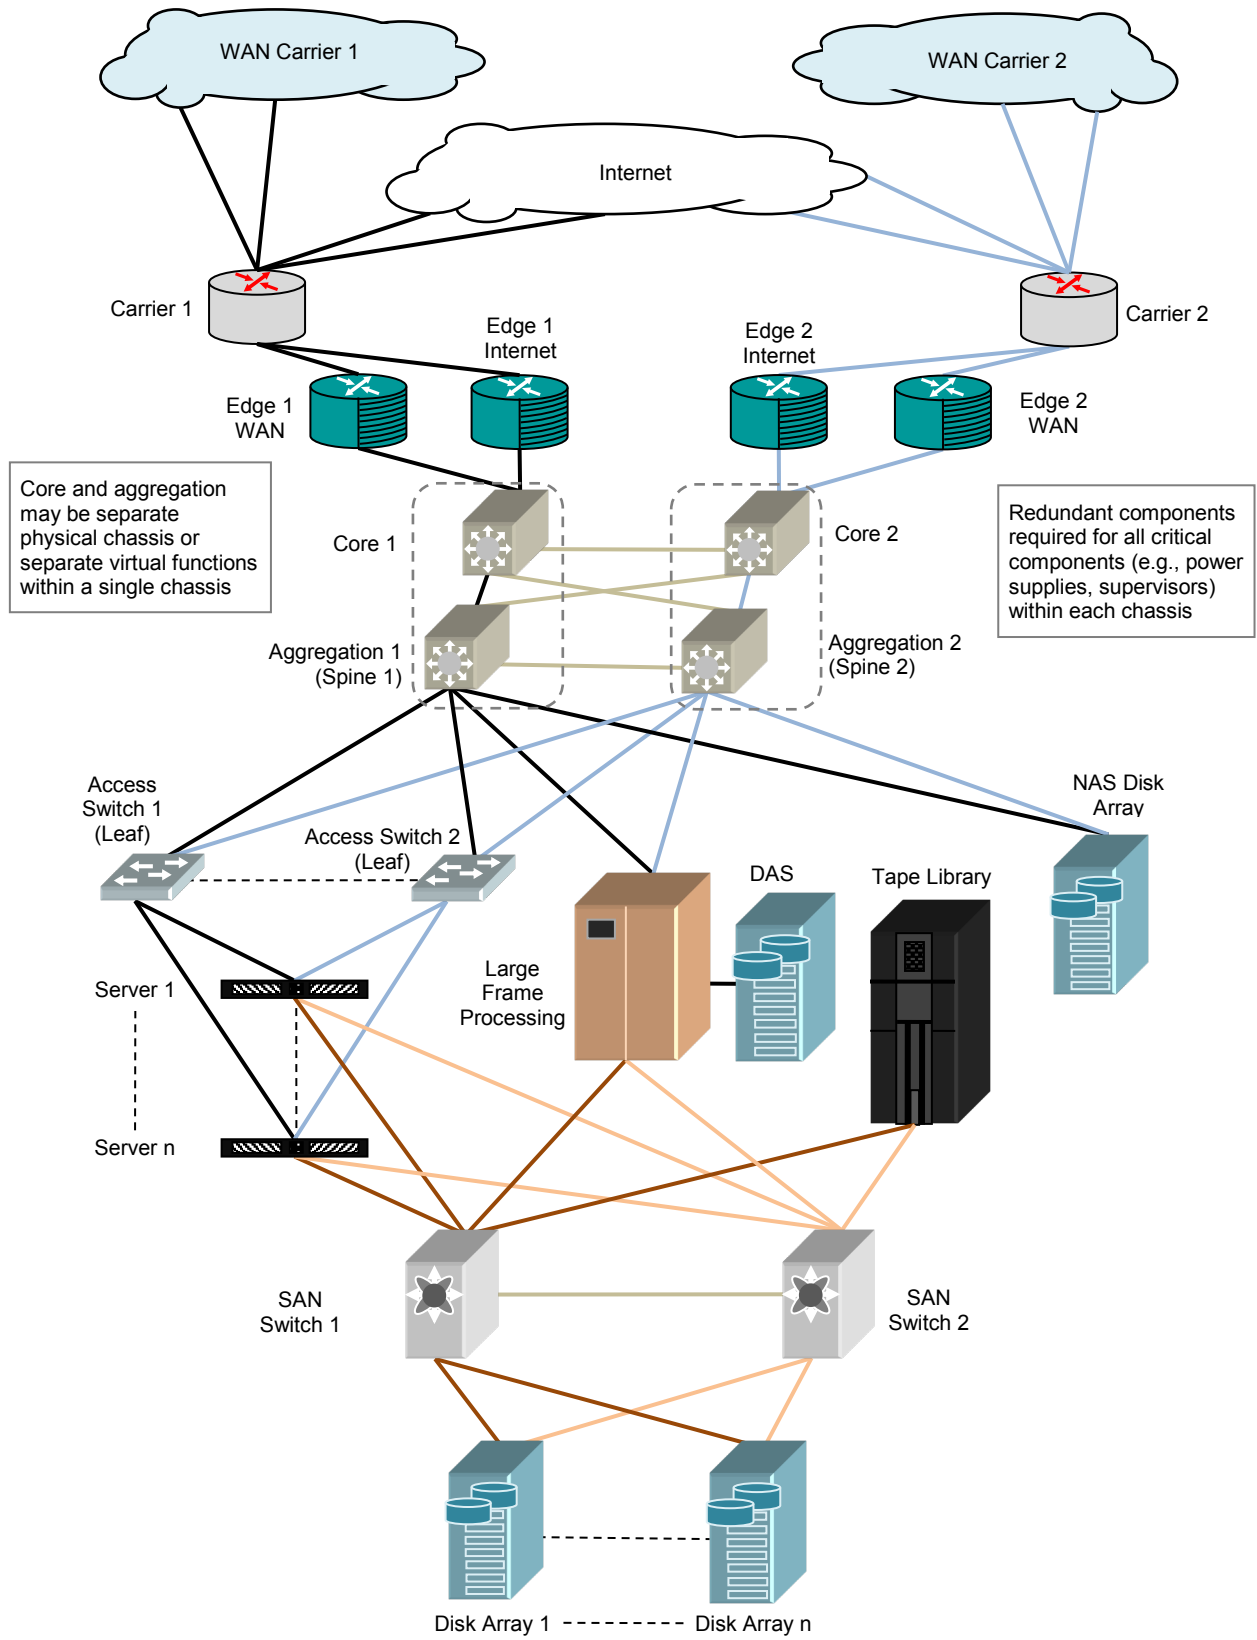 WAN Carrier 1
WAN Carrier 2
Internet
Carrier 1
Carrier 2
Edge 1
Internet
Edge 2
Internet
Edge 1
WAN
Edge 2
WAN
Core and aggregation
may be separate
physical chassis or
separate virtual functions
within a single chassis
Redundant components
required for all critical
components (e.g., power
supplies, supervisors)
within each chassis
Core 1
Core 2
Aggregation 1
(Spine 1)
Aggregation 2
(Spine 2)
Access
Switch 1
(Leaf)
Access Switch 2
(Leaf)
NAS Disk
Array
DAS
Tape Library
Large
Frame
Processing
Server 1
Server n
SAN
Switch 1
SAN
Switch 2
Disk Array 1
Disk Array n